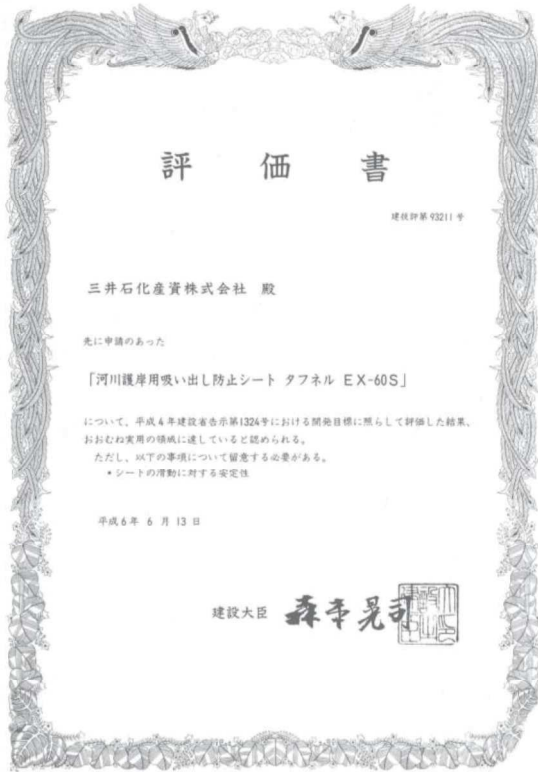 評価書
建技評第93211号
三井石化産資株式会社 殿
先に申請のあった
「河川護岸用吸い出し防止シート タフネル EX-60S」
について、平成4年建設省告示第1324号における開発目標に照らして評価した結果、
おおむね実用の領域に達していると認められる。
ただし、以下の事項について留意する必要がある。
・シートの滑動に対する安定性
平成6年 6月 13日
建設大臣 森本晃司